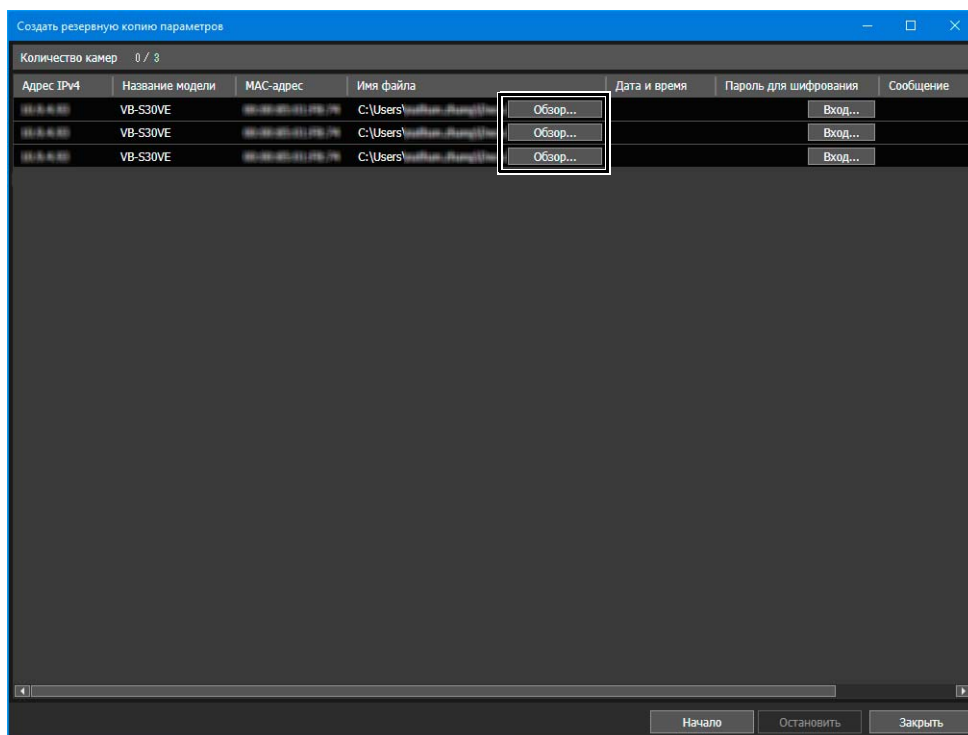 Создать резервную копию параметров
Количество камер 0 / 3
Адрес IPv4 Название модели MAC-адрес Имя файла Дата и время Пароль для шифрования Сообщение
VB-S30VE C:\Users\ Обзор... Вход...
VB-S30VE C:\Users\ Обзор... Вход...
VB-S30VE C:\Users\ Обзор... Вход...
Начало Остановить Закрыть